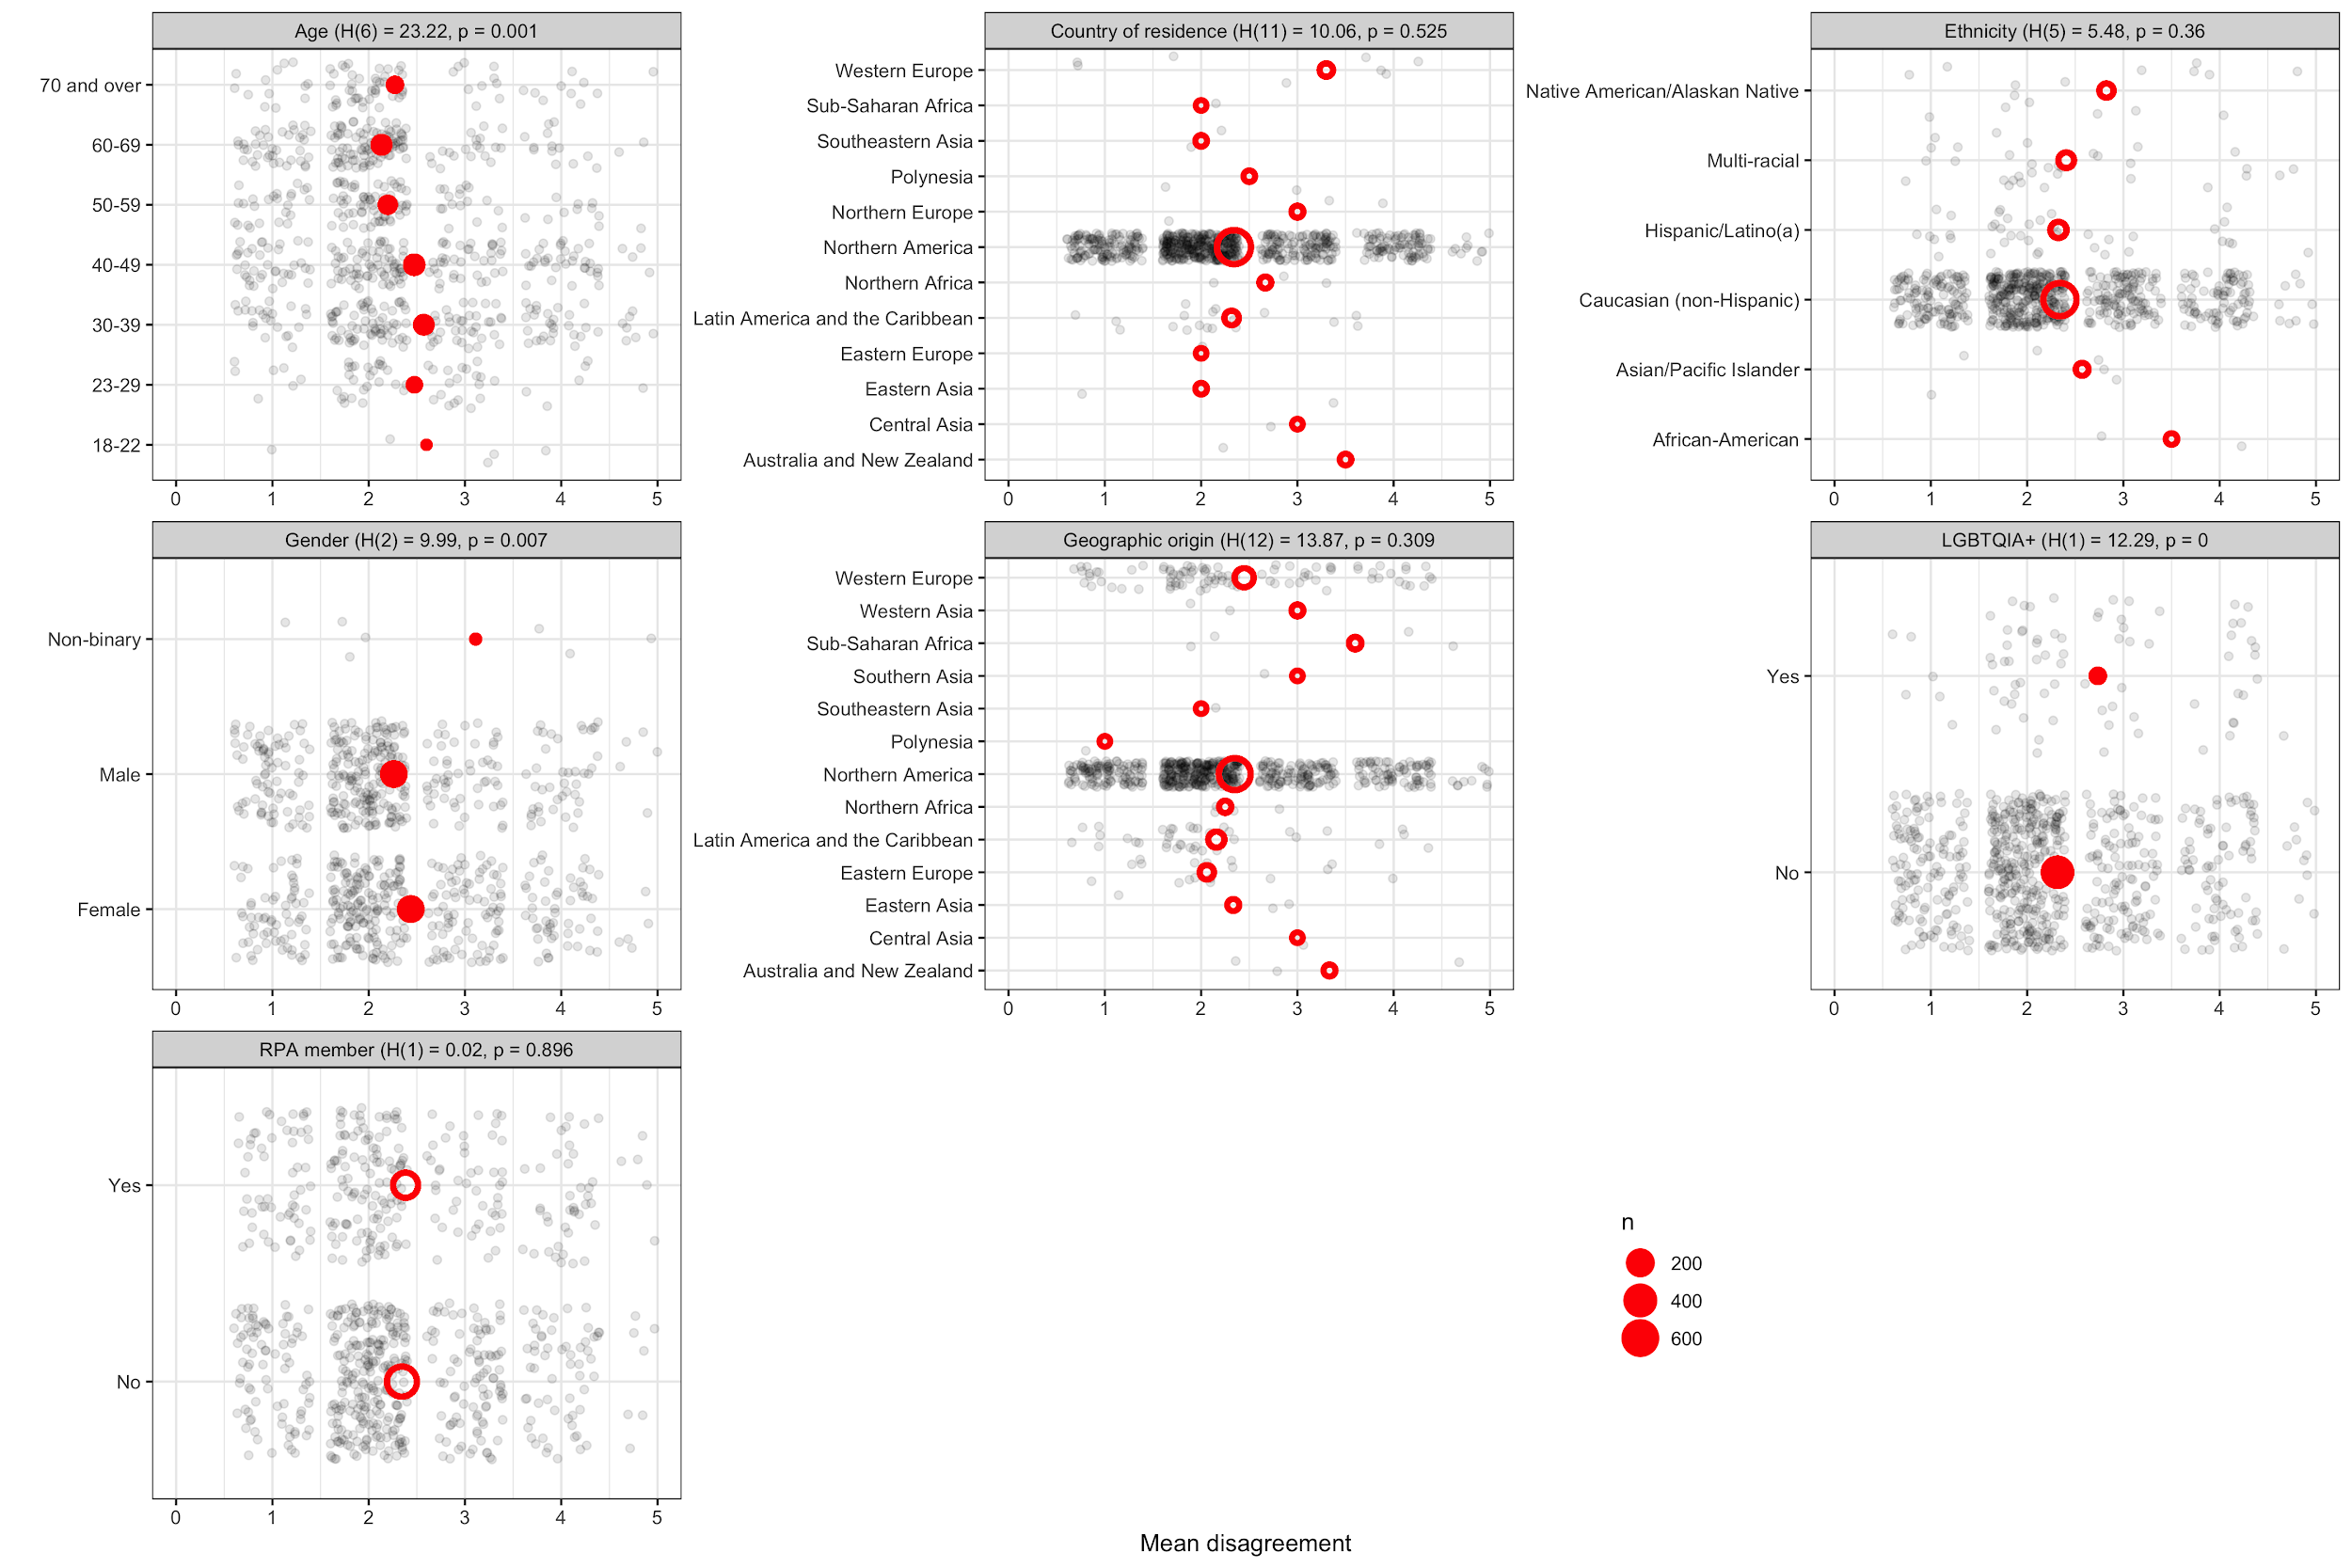 Age (H(6) = 23.22, p = 0.001
70 and over
60-69
50-59
40-49
30-39
23-29
18-22
0 1 2 3 4 5
Country of residence (H(11) = 10.06, p = 0.525
Western Europe
Sub-Saharan Africa
Southeastern Asia
Polynesia
Northern Europe
Northern America
Northern Africa
Latin America and the Caribbean
Eastern Europe
Eastern Asia
Central Asia
Australia and New Zealand
0 1 2 3 4 5
Ethnicity (H(5) = 5.48, p = 0.36
Native American/Alaskan Native
Multi-racial
Hispanic/Latino(a)
Caucasian (non-Hispanic)
Asian/Pacific Islander
African-American
0 1 2 3 4 5
Gender (H(2) = 9.99, p = 0.007
Non-binary
Male
Female
0 1 2 3 4 5
Geographic origin (H(12) = 13.87, p = 0.309
Western Europe
Western Asia
Sub-Saharan Africa
Southern Asia
Southeastern Asia
Polynesia
Northern America
Northern Africa
Latin America and the Caribbean
Eastern Europe
Eastern Asia
Central Asia
Australia and New Zealand
0 1 2 3 4 5
LGBTQIA+ (H(1) = 12.29, p = 0
Yes
No
0 1 2 3 4 5
RPA member (H(1) = 0.02, p = 0.896
Yes
No
0 1 2 3 4 5
n
200
400
600
Mean disagreement